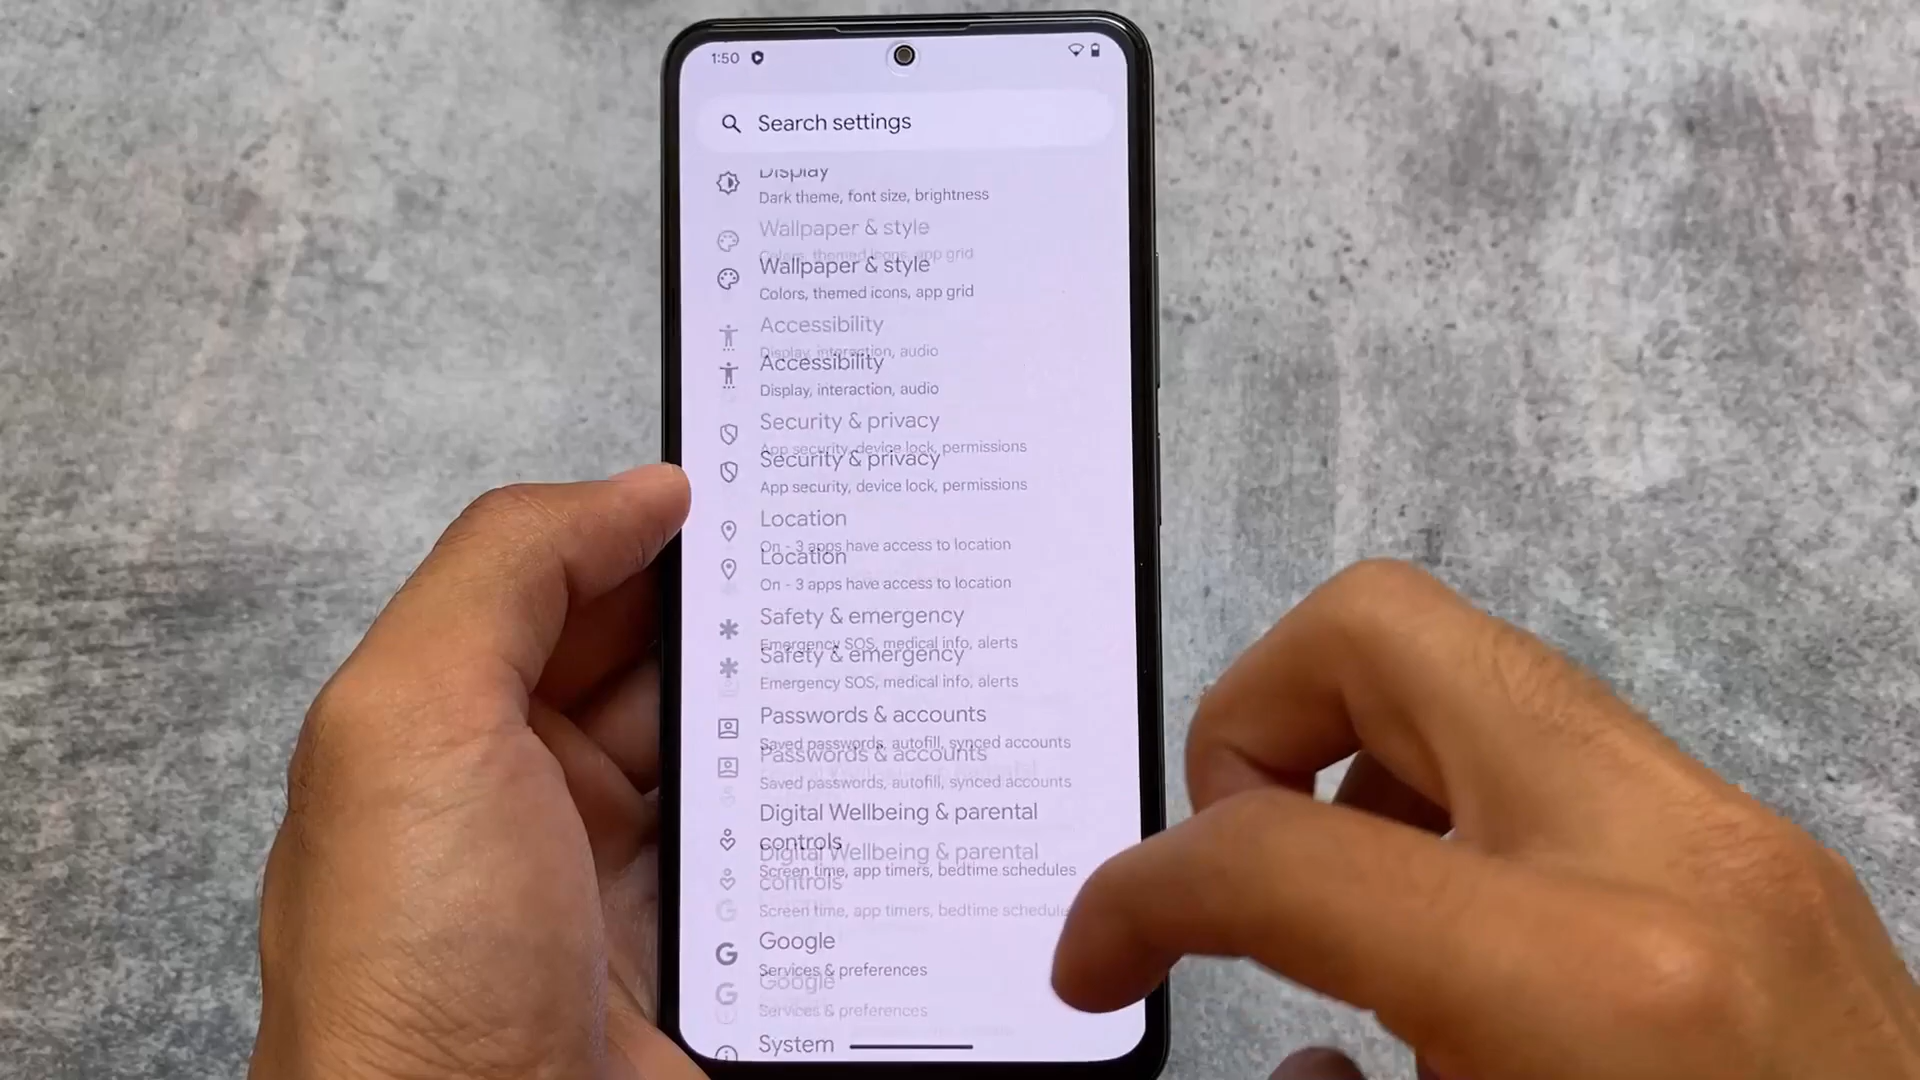 1:50
Search settings
Display
Dark theme, font size, brightness
Wallpaper & style
Colors, themed icons, app grid
Wallpaper & style
Colors, themed icons, app grid
Accessibility
Display, interaction, audio
Accessibility
Display, interaction, audio
Security & privacy
App security, device lock, permissions
Security & privacy
App security, device lock, permissions
Location
On - 3 apps have access to location
Location
On - 3 apps have access to location
Safety & emergency
Emergency SOS, medical info, alerts
Safety & emergency
Emergency SOS, medical info, alerts
Passwords & accounts
Saved passwords, autofill, synced accounts
Passwords & accounts
Saved passwords, autofill, synced accounts
Digital Wellbeing & parental
controls
Digital Wellbeing & parental
Screen time, app timers, bedtime schedules
controls
Screen time, app timers, bedtime schedule
Google
Services & preferences
Google
Services & preferences
System